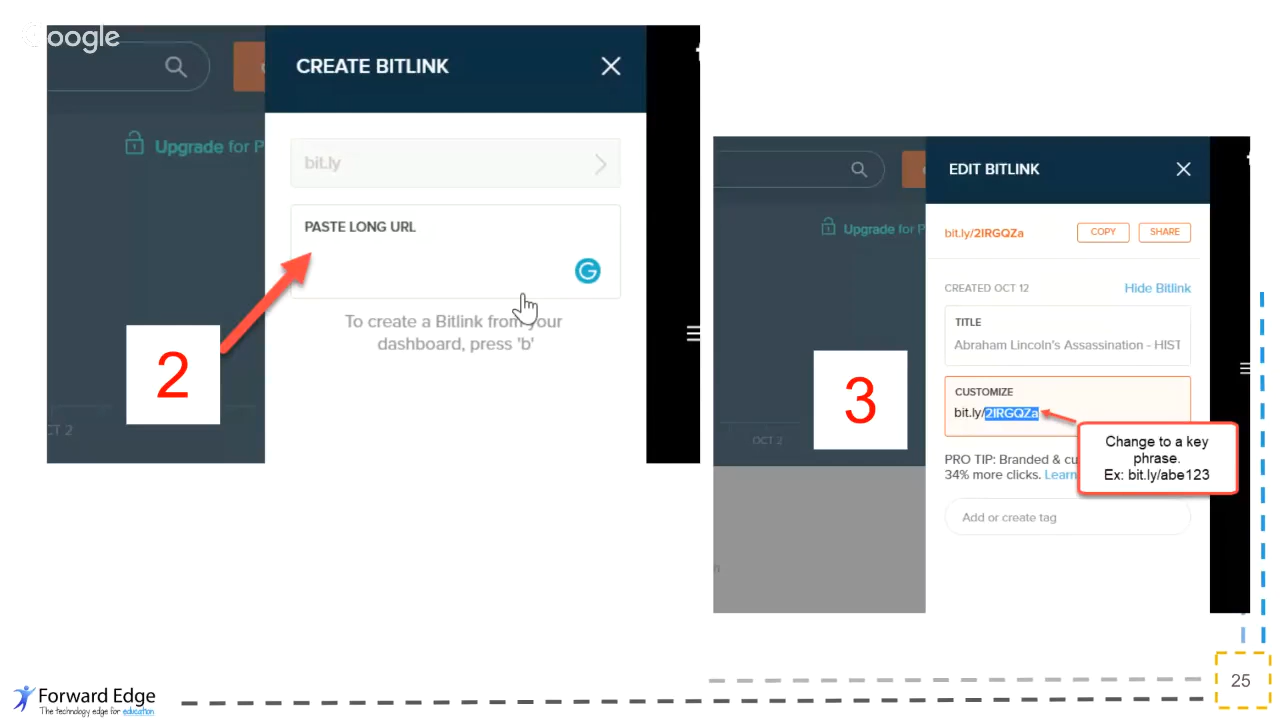 Google
CREATE BITLINK
Upgrade for P
bit.ly
PASTE LONG URL
To create a Bitlink from your
dashboard, press 'b'
2
CT 2
EDIT BITLINK
Upgrade for P
bit.ly/2IRGQZa
COPY
SHARE
CREATED OCT 12
Hide Bitlink
TITLE
Abraham Lincoln's Assassination - HIST
CUSTOMIZE
bit.ly/2IRGQZa
3
OCT 2
Change to a key
phrase.
Ex: bit.ly/abe123
PRO TIP: Branded & cu
34% more clicks. Learn
Add or create tag
25
Forward Edge
The technology edge for education